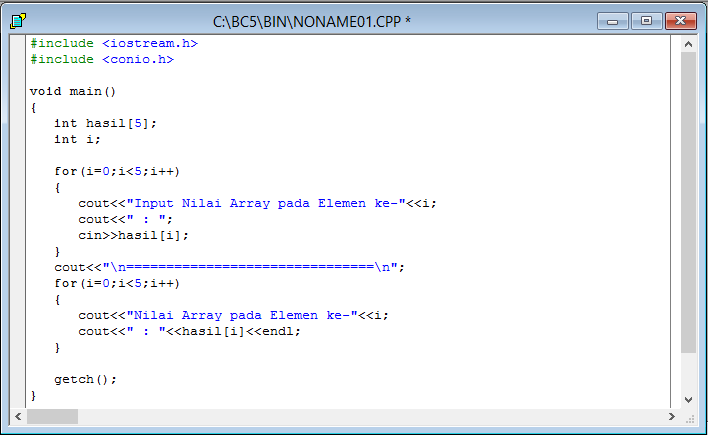 C:\BC5\BIN\NONAME01.CPP *
#include <iostream.h>
#include <conio.h>
void main()
{
int hasil[5];
int i;
for(i=0;i<5;i++)
{
cout<<"Input Nilai Array pada Elemen ke-"<<i;
cout<<" : ";
cin>>hasil[i];
}
cout<<"\n===============================\n";
for(i=0;i<5;i++)
{
cout<<"Nilai Array pada Elemen ke-"<<i;
cout<<" : "<<hasil[i]<<endl;
}
getch();
}